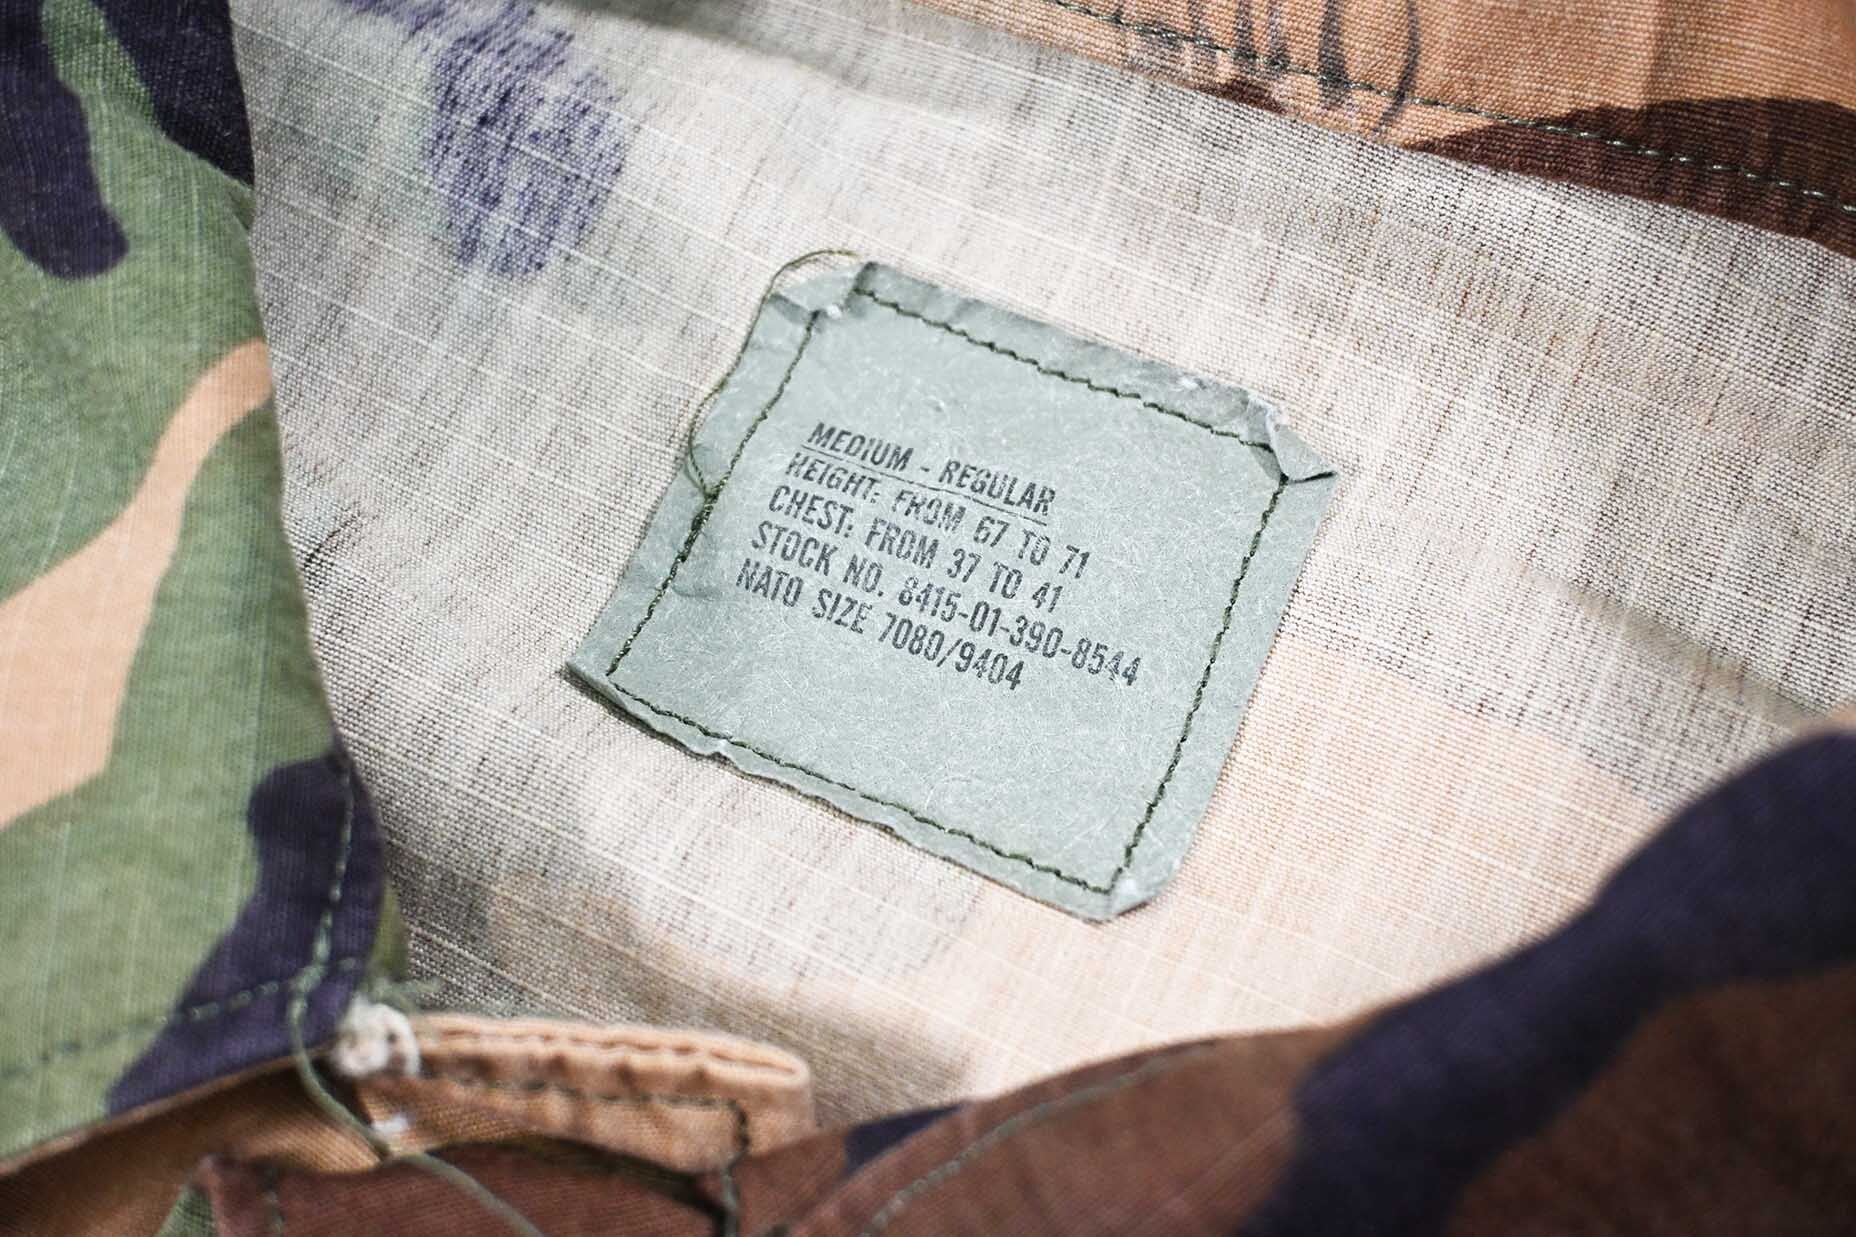 MEDIUM - REGULAR
HEIGHT: FROM 67 TO 71
CHEST: FROM 37 TO 41
STOCK NO. 8415-01-390-8544
NATO SIZE 7080/9404